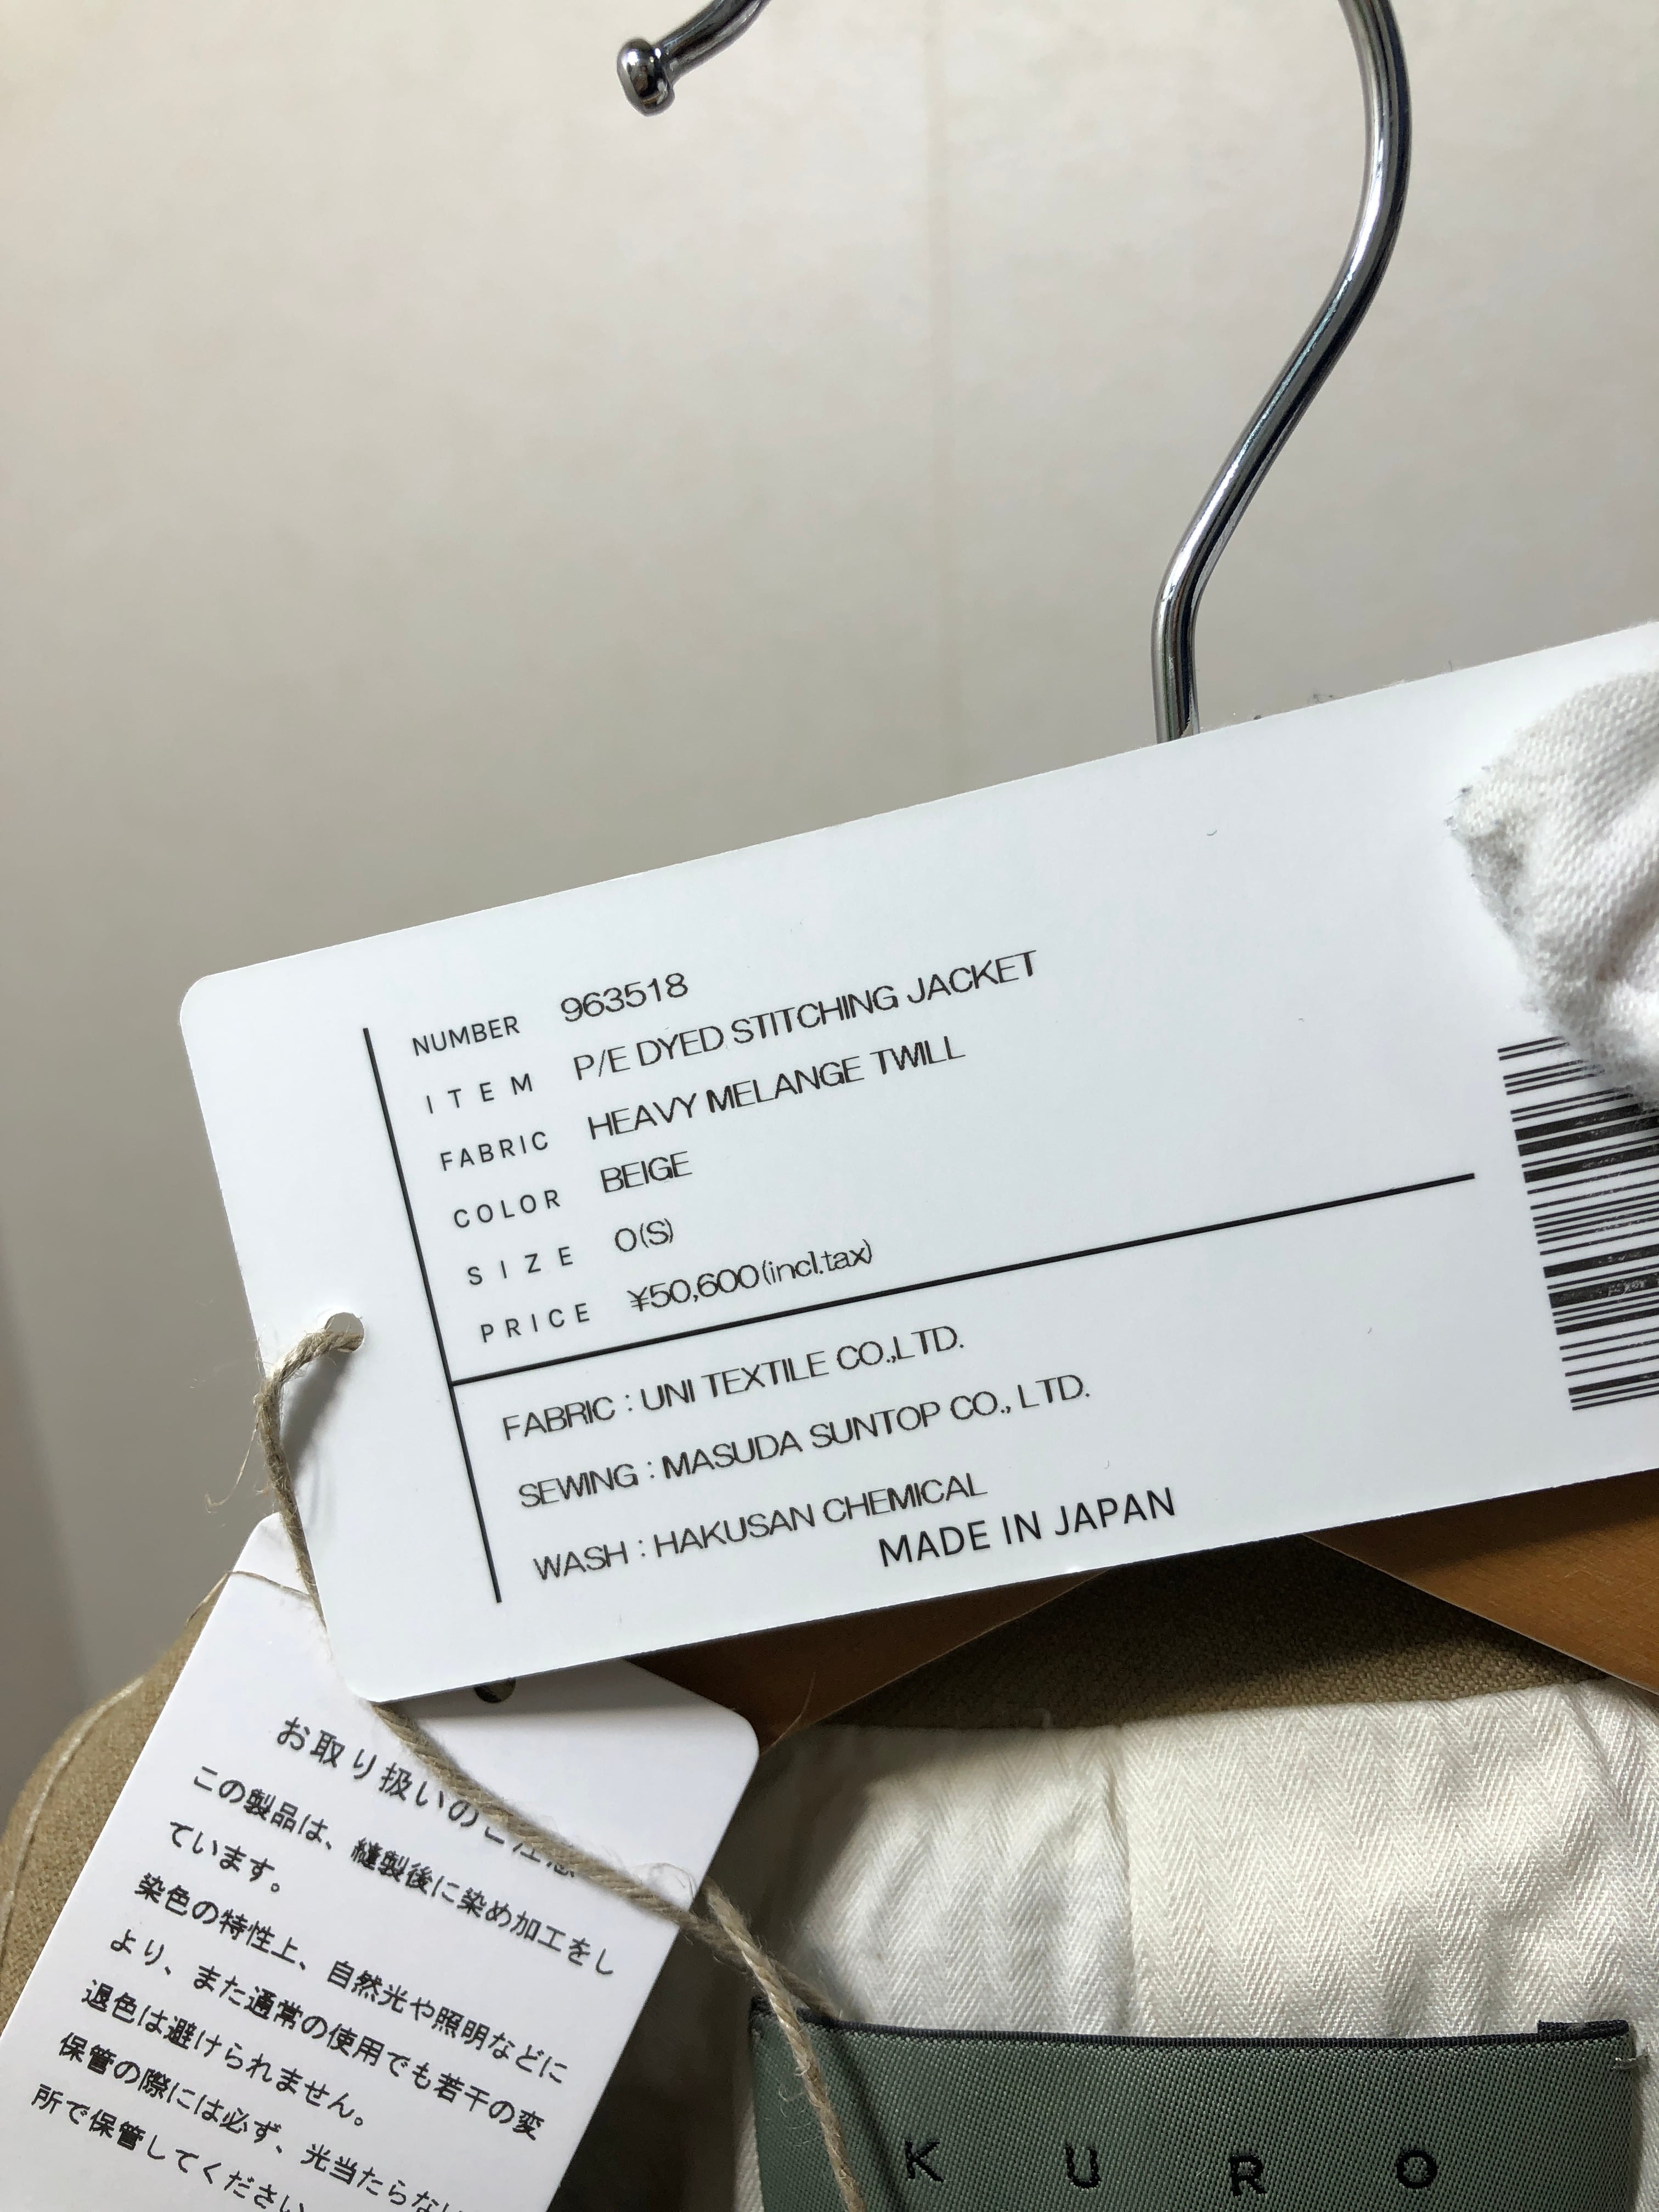 NUMBER 963518
ITEM P/E DYED STITCHING JACKET
FABRIC HEAVY MELANGE TWILL
COLOR BEIGE
SIZE 0(S)
PRICE ¥50,600(incl.tax)
FABRIC : UNI TEXTILE CO.,LTD.
SEWING : MASUDA SUNTOP CO., LTD.
WASH : HAKUSAN CHEMICAL
MADE IN JAPAN
お取り扱いのご注意
この製品は、縫製後に染め加工をし
ています。
染色の特性上、自然光や照明などに
より、また通常の使用でも若干の変
退色は避けられません。
保管の際には必ず、光当たらない
所で保管してください
KURO